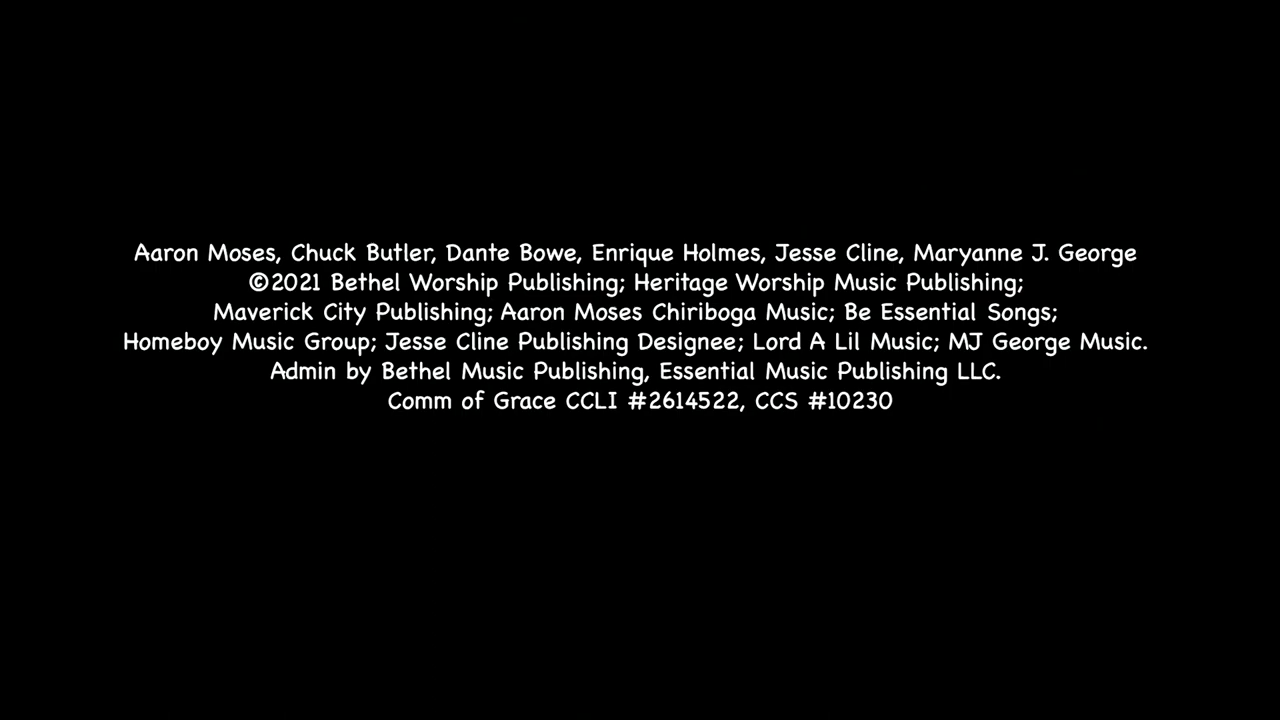 Aaron Moses, Chuck Butler, Dante Bowe, Enrique Holmes, Jesse Cline, Maryanne J. George
©2021 Bethel Worship Publishing; Heritage Worship Music Publishing;
Maverick City Publishing; Aaron Moses Chiriboga Music; Be Essential Songs;
Homeboy Music Group; Jesse Cline Publishing Designee; Lord A Lil Music; MJ George Music.
Admin by Bethel Music Publishing, Essential Music Publishing LLC.
Comm of Grace CCLI #2614522, CCS #10230